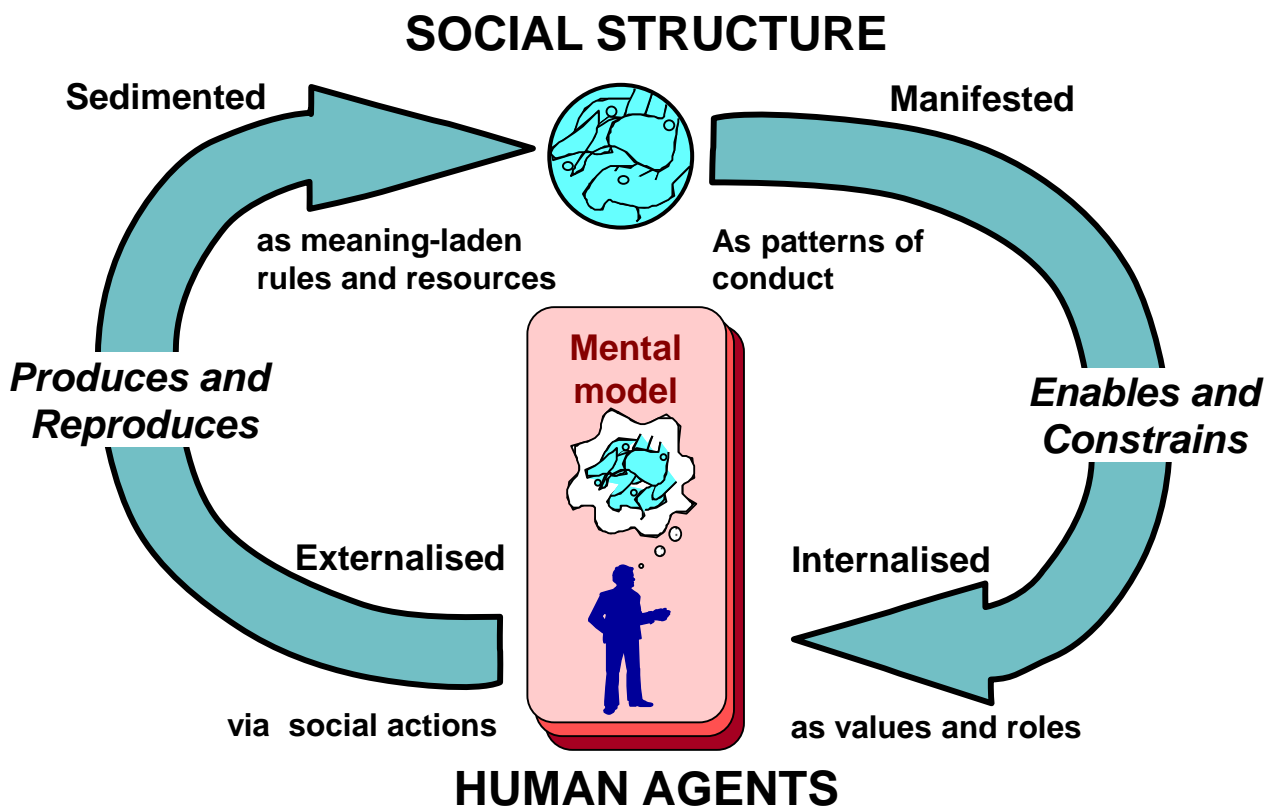 SOCIAL STRUCTURE
Sedimented
Manifested
as meaning-laden
rules and resources
As patterns of
conduct
Mental
model
Produces and
Reproduces
Enables and
Constrains
Externalised
Internalised
via social actions
as values and roles
HUMAN AGENTS